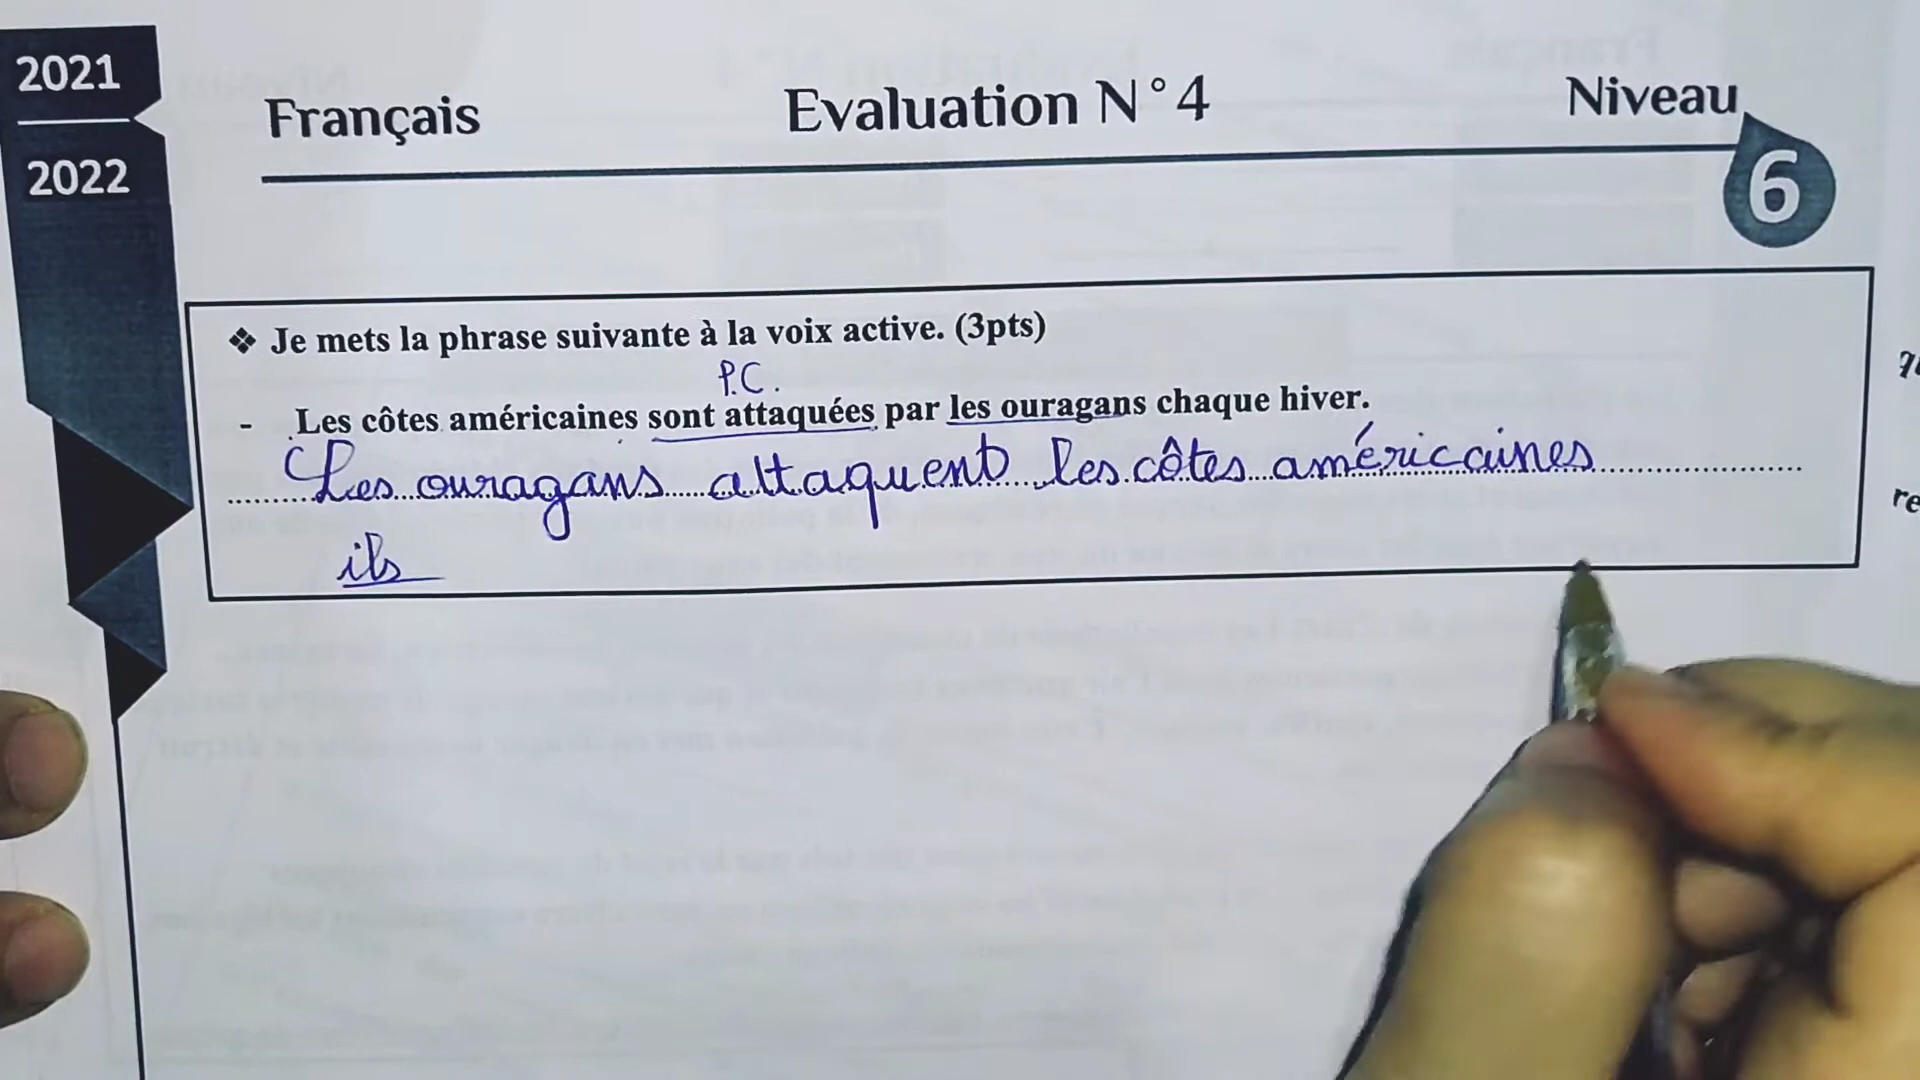 2021
2022
Français Evaluation N°4 Niveau
6
❖ Je mets la phrase suivante à la voix active. (3pts)
P.C.
- Les côtes américaines sont attaquées par les ouragans chaque hiver.
Les ouragans attaquent les côtes américaines
ils
re